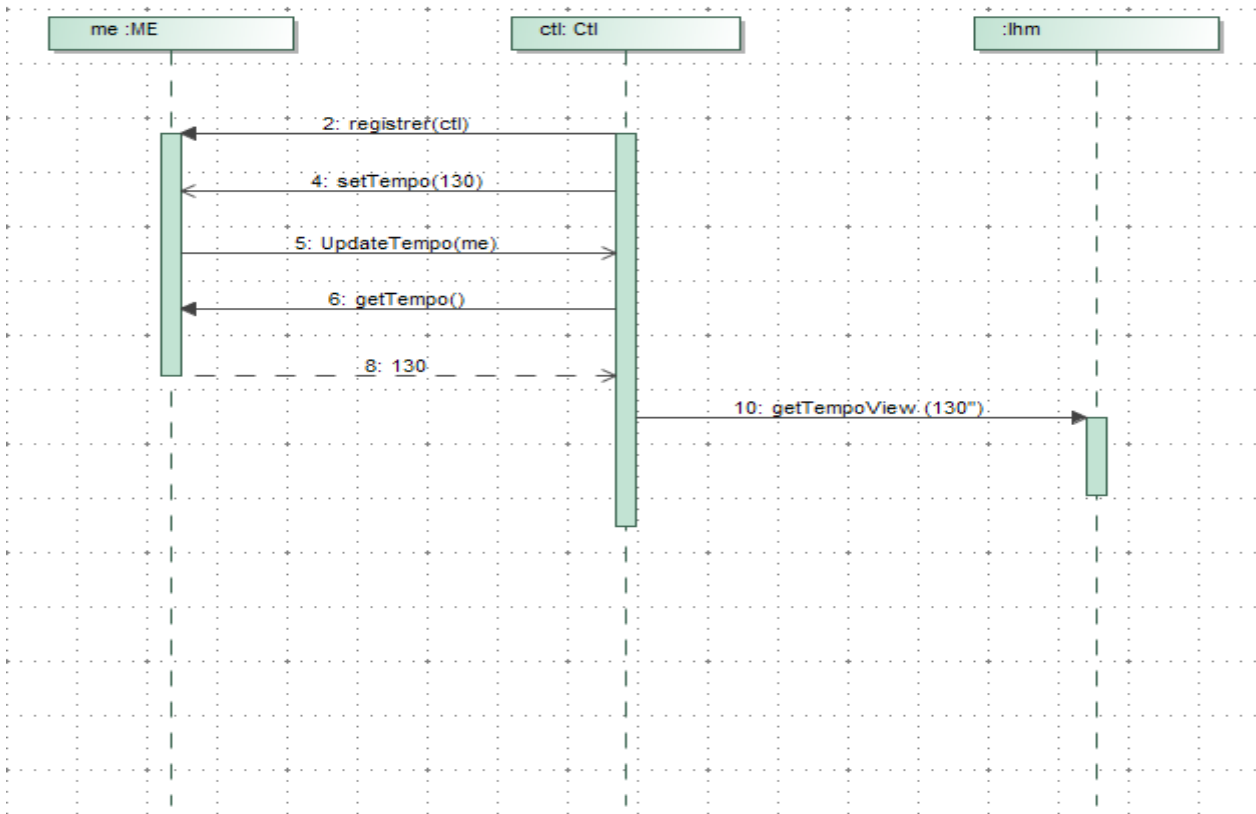 me :ME
ctl: Ctl
:Ihm
2: registrer(ctl)
4: setTempo(130)
5: UpdateTempo(me)
6: getTempo()
8: 130
10: getTempoView (130")